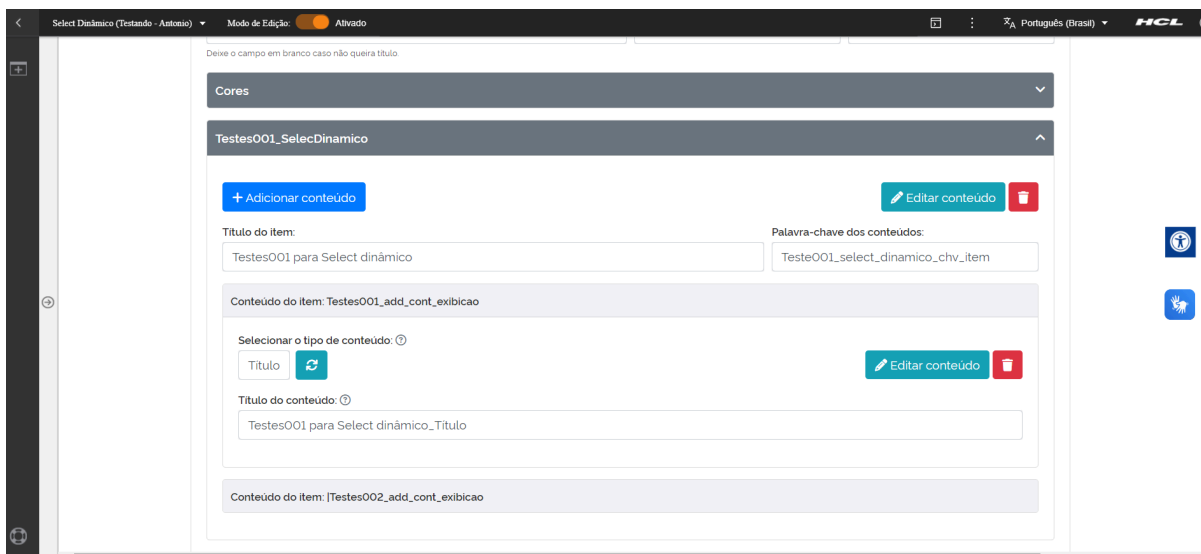 Select Dinâmico (Testando - Antonio) Modo de Edição: Ativado Português (Brasil) HCL
Deixe o campo em branco caso não queira título.
Cores
Testes001_SelecDinamico
+ Adicionar conteúdo Editar conteúdo
Título do item: Palavra-chave dos conteúdos:
Testes001 para Select dinâmico Teste001_select_dinamico_chv_item
Conteúdo do item: Testes001_add_cont_exibicao
Selecionar o tipo de conteúdo:
Título Editar conteúdo
Título do conteúdo:
Testes001 para Select dinâmico_Título
Conteúdo do item: |Testes002_add_cont_exibicao